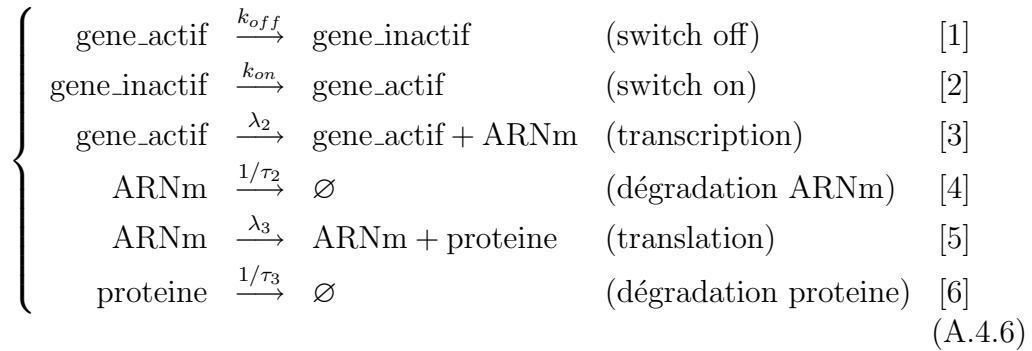 gene_actif k_off → gene_inactif (switch off) [1]
gene_inactif k_on → gene_actif (switch on) [2]
gene_actif λ_2 → gene_actif + ARNm (transcription) [3]
ARNm 1/τ_2 → ∅ (dégradation ARNm) [4]
ARNm λ_3 → ARNm + proteine (translation) [5]
proteine 1/τ_3 → ∅ (dégradation proteine) [6]
(A.4.6)